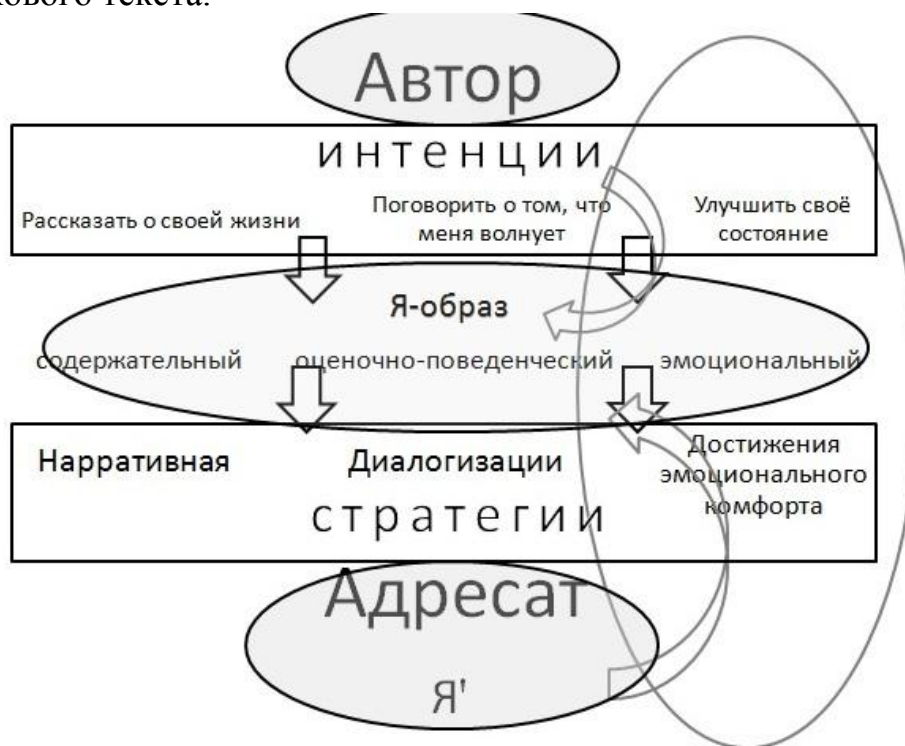 Автор
интенции
Рассказать о своей жизни
Поговорить о том, что
меня волнует
Улучшить своё
состояние
Я-образ
содержательный оценочно-поведенческий эмоциональный
Нарративная
Диалогизации
Достижения
эмоционального
комфорта
стратегии
Адресат
Я'